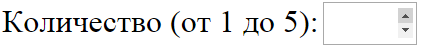 Количество (от 1 до 5):